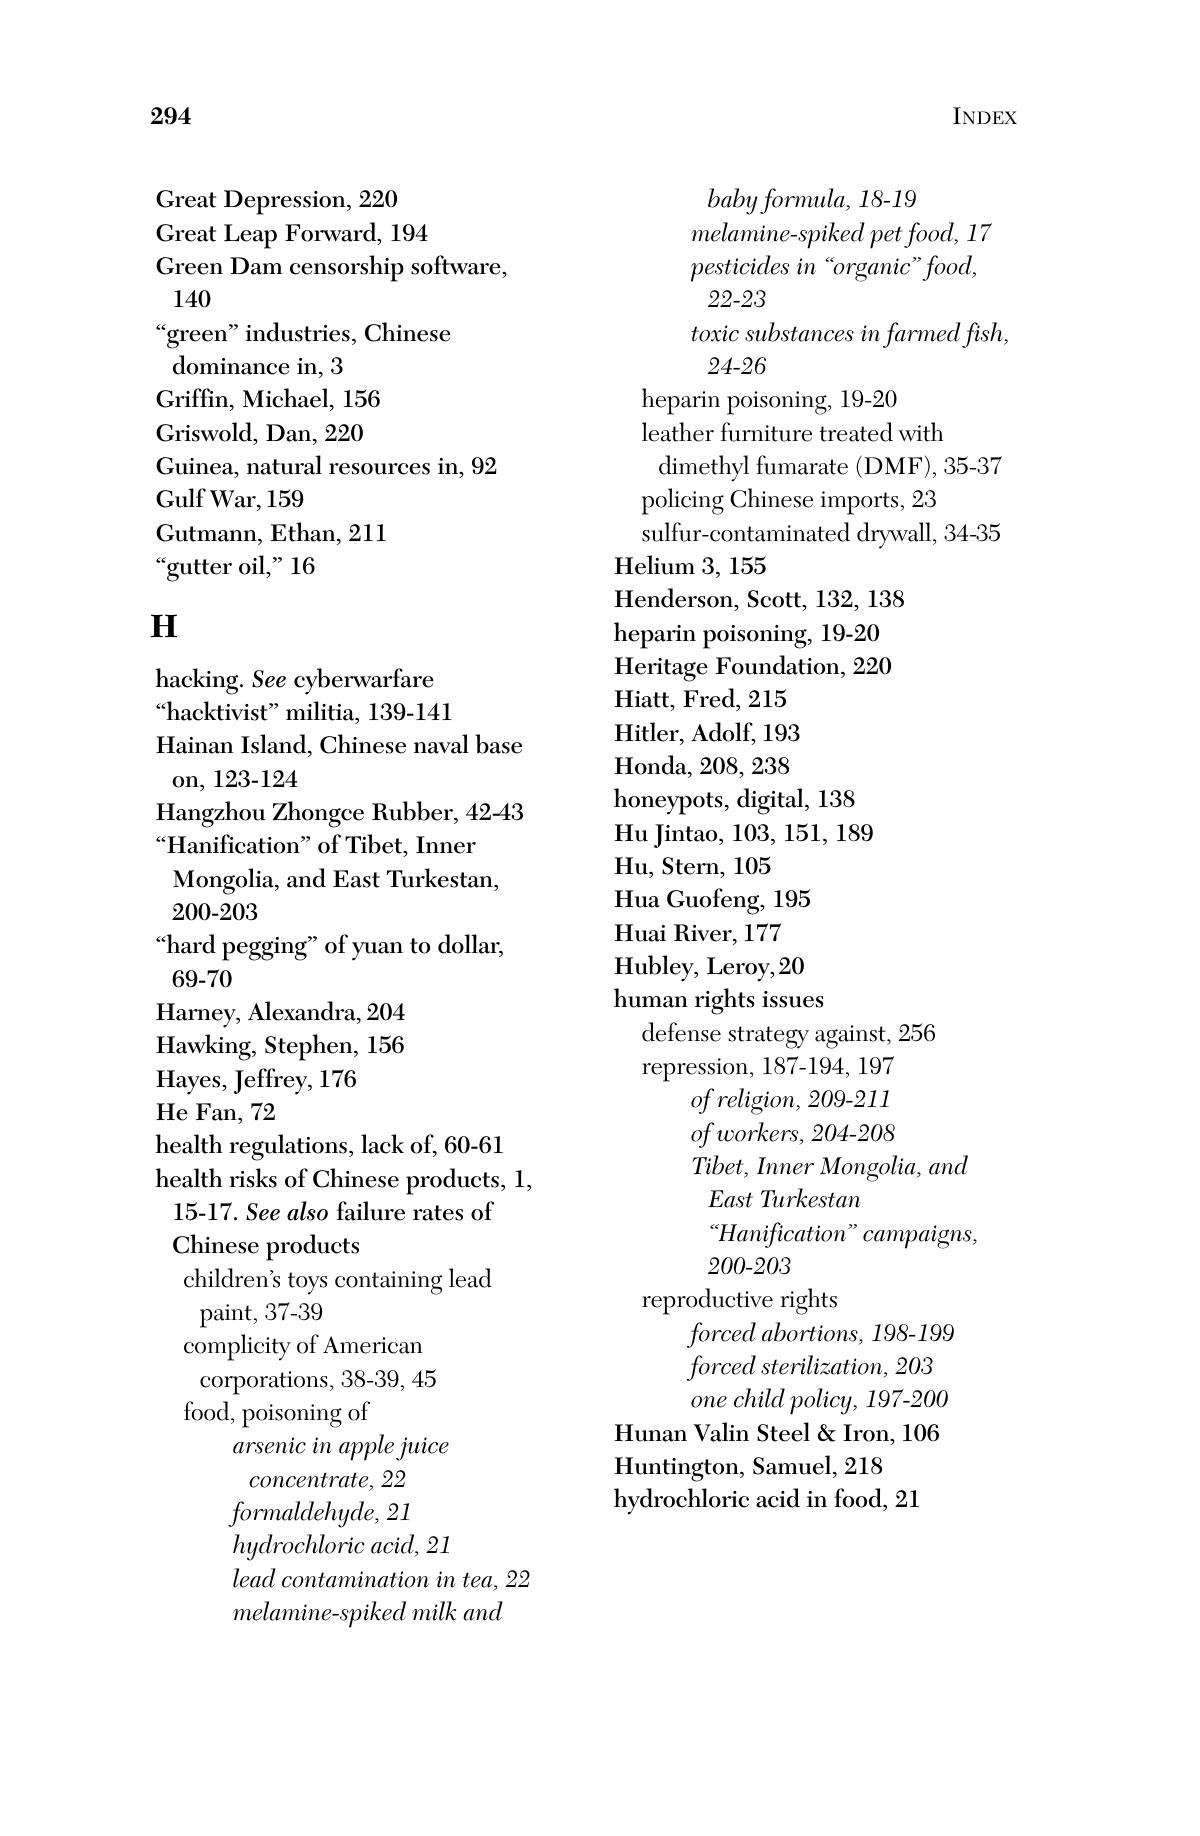 294
INDEX
Great Depression, 220
Great Leap Forward, 194
Green Dam censorship software,
140
“green” industries, Chinese
dominance in, 3
Griffin, Michael, 156
Griswold, Dan, 220
Guinea, natural resources in, 92
Gulf War, 159
Gutmann, Ethan, 211
“gutter oil,” 16
H
hacking. See cyberwarfare
“hacktivist” militia, 139-141
Hainan Island, Chinese naval base
on, 123-124
Hangzhou Zhongce Rubber, 42-43
“Hanification” of Tibet, Inner
Mongolia, and East Turkestan,
200-203
“hard pegging” of yuan to dollar,
69-70
Harney, Alexandra, 204
Hawking, Stephen, 156
Hayes, Jeffrey, 176
He Fan, 72
health regulations, lack of, 60-61
health risks of Chinese products, 1,
15-17. See also failure rates of
Chinese products
children’s toys containing lead
paint, 37-39
complicity of American
corporations, 38-39, 45
food, poisoning of
arsenic in apple juice
concentrate, 22
formaldehyde, 21
hydrochloric acid, 21
lead contamination in tea, 22
melamine-spiked milk and
baby formula, 18-19
melamine-spiked pet food, 17
pesticides in “organic” food,
22-23
toxic substances in farmed fish,
24-26
heparin poisoning, 19-20
leather furniture treated with
dimethyl fumarate (DMF), 35-37
policing Chinese imports, 23
sulfur-contaminated drywall, 34-35
Helium 3, 155
Henderson, Scott, 132, 138
heparin poisoning, 19-20
Heritage Foundation, 220
Hiatt, Fred, 215
Hitler, Adolf, 193
Honda, 208, 238
honeypots, digital, 138
Hu Jintao, 103, 151, 189
Hu, Stern, 105
Hua Guofeng, 195
Huai River, 177
Hubley, Leroy, 20
human rights issues
defense strategy against, 256
repression, 187-194, 197
of religion, 209-211
of workers, 204-208
Tibet, Inner Mongolia, and
East Turkestan
“Hanification” campaigns,
200-203
reproductive rights
forced abortions, 198-199
forced sterilization, 203
one child policy, 197-200
Hunan Valin Steel & Iron, 106
Huntington, Samuel, 218
hydrochloric acid in food, 21